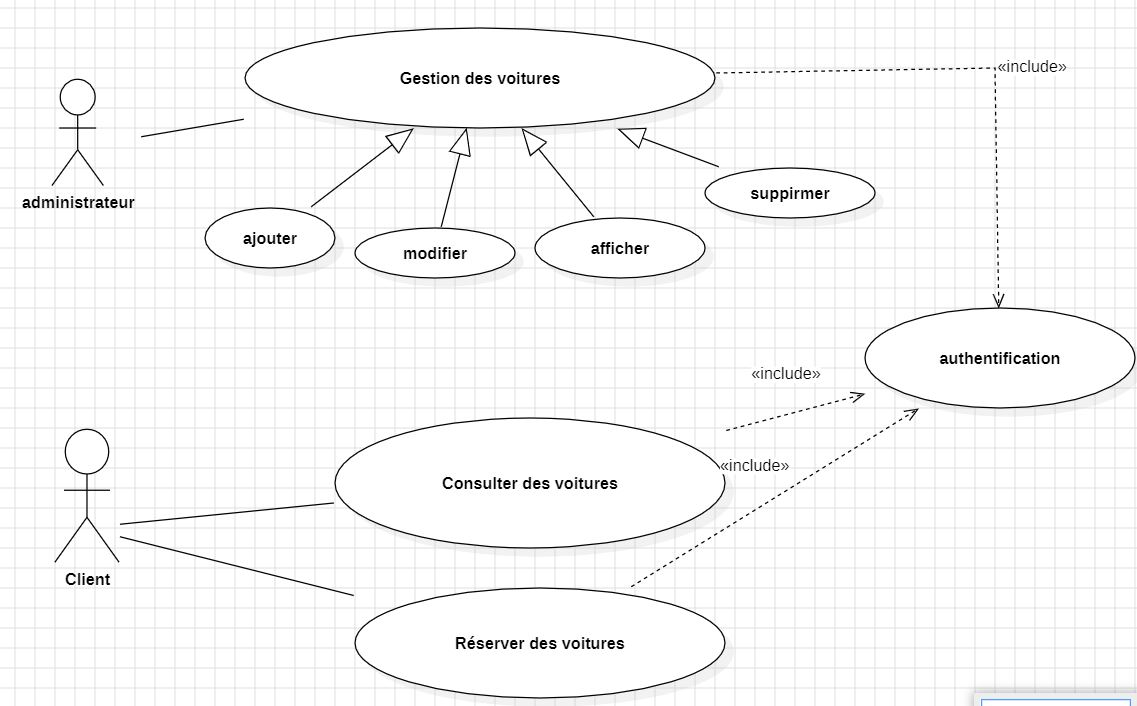 Gestion des voitures
«include»
administrateur
suppirmer
ajouter
modifier
afficher
authentification
«include»
«include»
Consulter des voitures
Client
Réserver des voitures